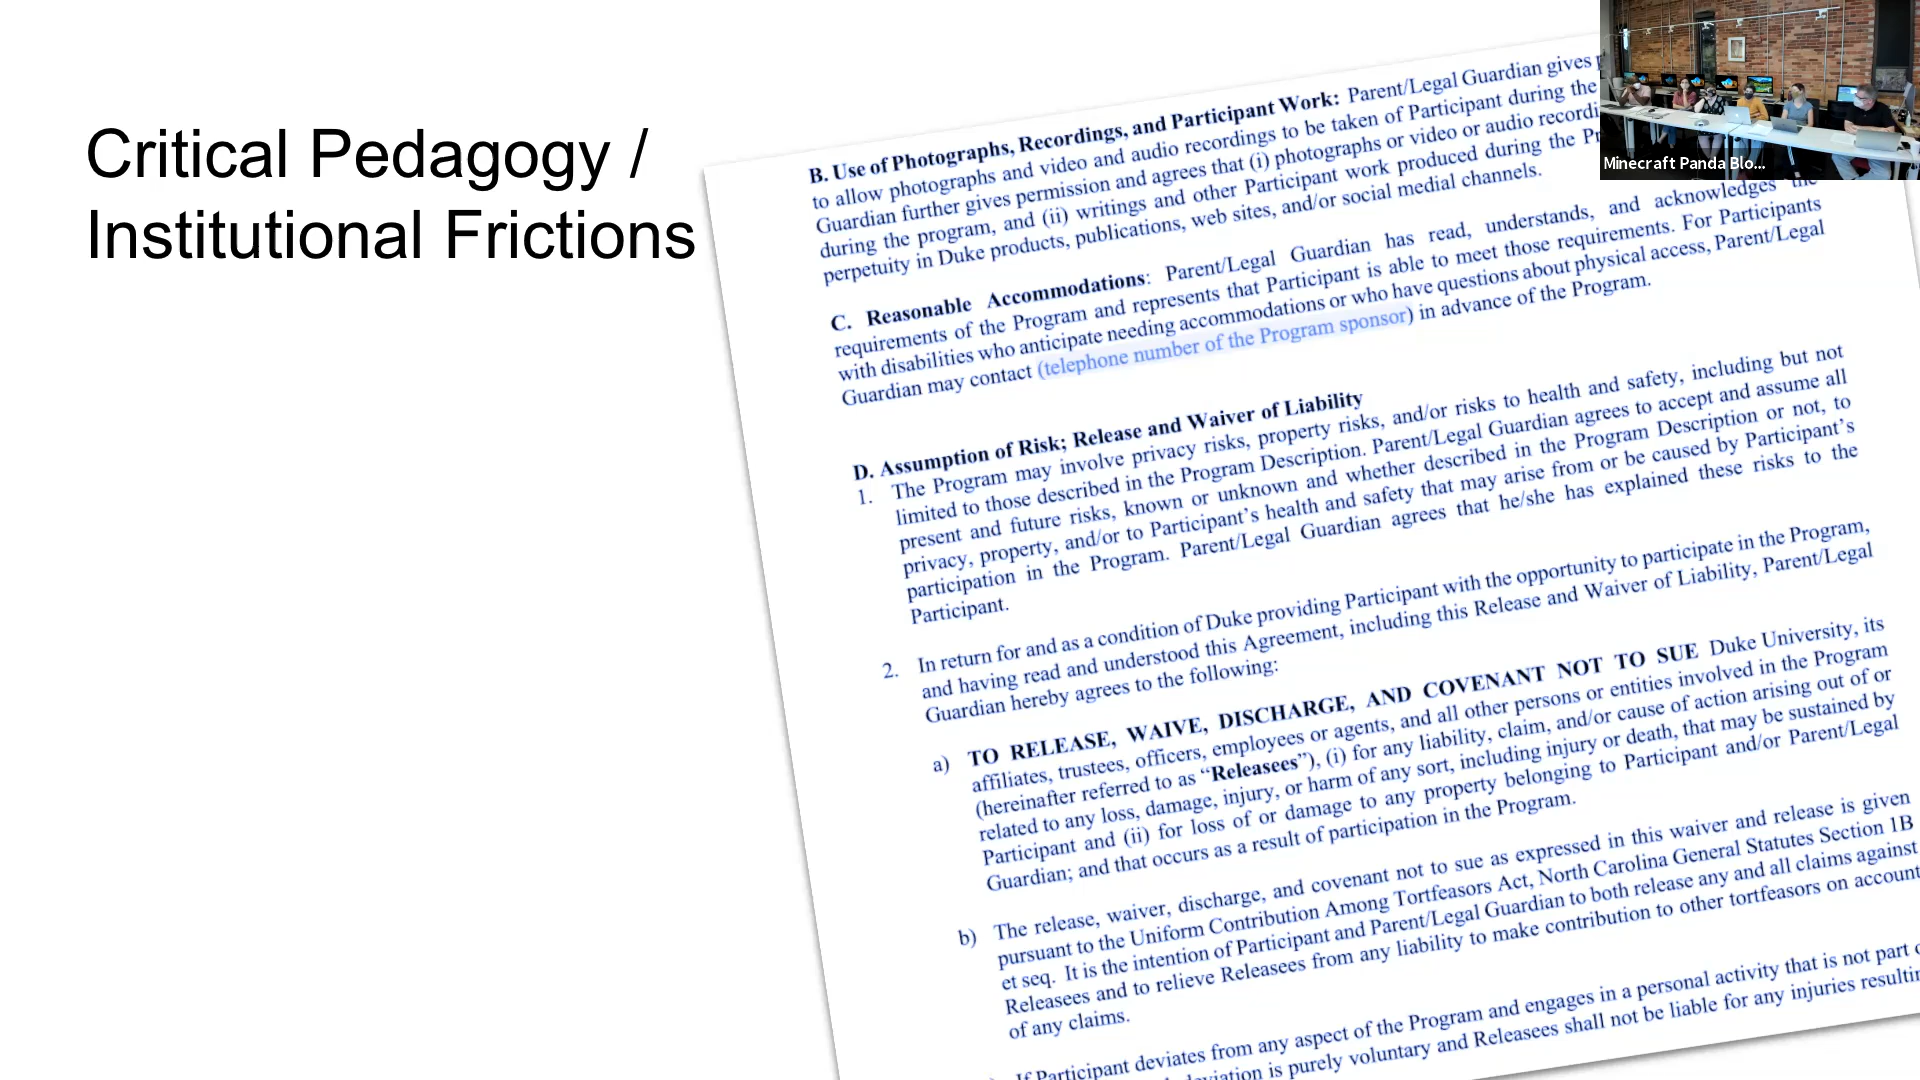 Critical Pedagogy /
Institutional Frictions
B. Use of Photographs, Recordings, and Participant Work: Parent/Legal Guardian gives
to allow photographs and video and audio recordings to be taken of Participant during the
Guardian further gives permission and agrees that (i) photographs or video or audio
during the program, and (ii) writings and other Participant work produced during the
perpetuity in Duke products, publications, web sites, and/or social medial channels.
C. Reasonable Accommodations: Parent/Legal Guardian has read, understands, and acknowledges the
requirements of the Program and represents that Participant is able to meet those requirements. For Participants
with disabilities who anticipate needing accommodations or who have questions about physical access, Parent/Legal
Guardian may contact (telephone number of the Program sponsor) in advance of the Program.
D. Assumption of Risk; Release and Waiver of Liability
1. The Program may involve privacy risks, property risks, and/or risks to health and safety, including but not
limited to those described in the Program Description. Parent/Legal Guardian agrees to accept and assume all
present and future risks, known or unknown and whether described in the Program Description or not, to
privacy, property, and/or to Participant's health and safety that may arise from or be caused by Participant's
participation in the Program. Parent/Legal Guardian agrees that he/she has explained these risks to the
Participant.
2. In return for and as a condition of Duke providing Participant with the opportunity to participate in the Program,
and having read and understood this Agreement, including this Release and Waiver of Liability, Parent/Legal
Guardian hereby agrees to the following:
a) TO RELEASE, WAIVE, DISCHARGE, AND COVENANT NOT TO SUE Duke University, its
affiliates, trustees, officers, employees or agents, and all other persons or entities involved in the Program
(hereinafter referred to as “Releasees”), (i) for any liability, claim, and/or cause of action arising out of or
related to any loss, damage, injury, or harm of any sort, including injury or death, that may be sustained by
Participant and (ii) for loss of or damage to any property belonging to Participant and/or Parent/Legal
Guardian; and that occurs as a result of participation in the Program.
b) The release, waiver, discharge, and covenant not to sue as expressed in this waiver and release is given
pursuant to the Uniform Contribution Among Tortfeasors Act, North Carolina General Statutes Section 1B
et seq. It is the intention of Participant and Parent/Legal Guardian to both release any and all claims against
Releasees and to relieve Releasees from any liability to make contribution to other tortfeasors on account
of any claims.
If Participant deviates from any aspect of the Program and engages in a personal activity that is not part
deviation is purely voluntary and Releasees shall not be liable for any injuries
Minecraft Panda Blo...